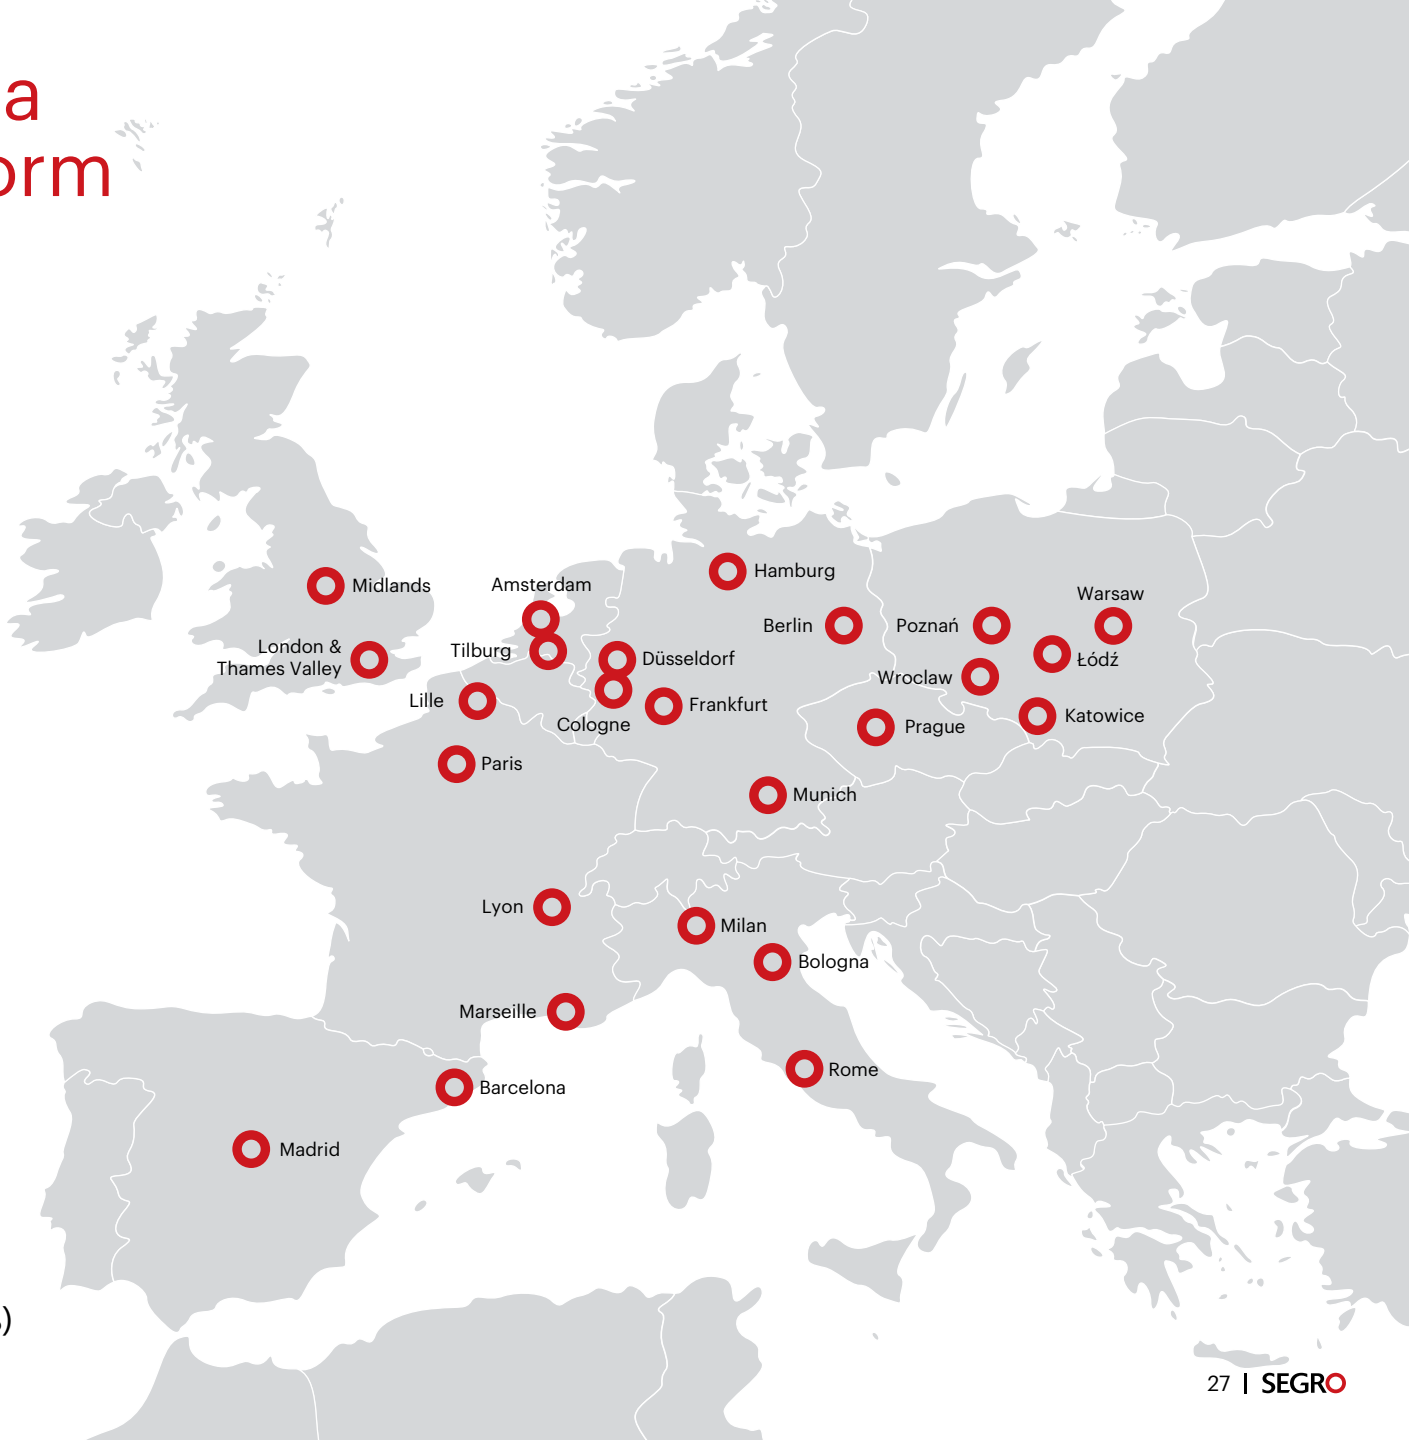 a
orm
Midlands
London &
Thames Valley
Amsterdam
Tilburg
Lille
Paris
Hamburg
Berlin
Düsseldorf
Cologne
Frankfurt
Munich
Poznań
Warsaw
Łódź
Wroclaw
Katowice
Prague
Lyon
Marseille
Milan
Bologna
Rome
Barcelona
Madrid
)
27 | SEGRO